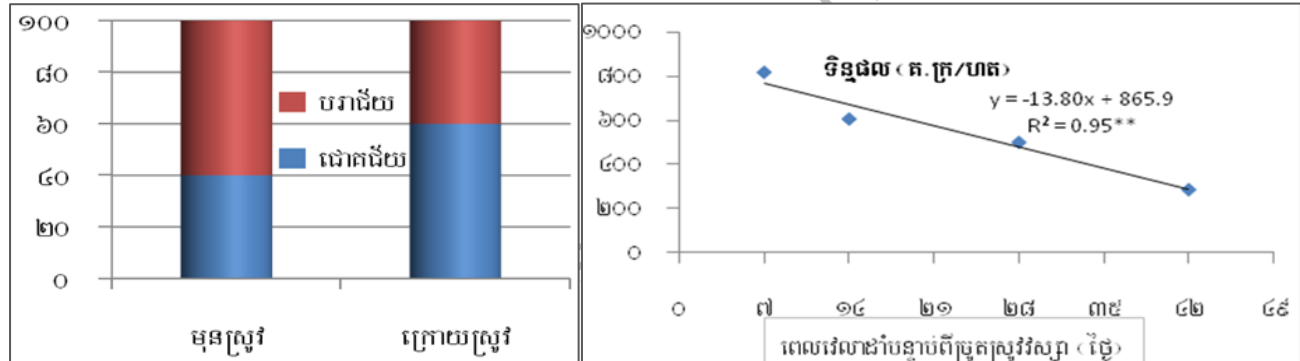 ១០០
៨០
៦០
៤០
២០
០
បរាជ័យ
ជោគជ័យ
មុនស្រូវ
ក្រោយស្រូវ
១០០០
៨០០
៦០០
៤០០
២០០
០
ទិន្នផល (គ.ក្រ/ហត)
y = -13.80x + 865.9
R² = 0.95**
០ ៧ ១៤ ២១ ២៨ ៣៥ ៤២ ៤៩
ពេលវេលាដាំបន្ទាប់ពីច្រូតស្រូវវស្សា (ថ្ងៃ)